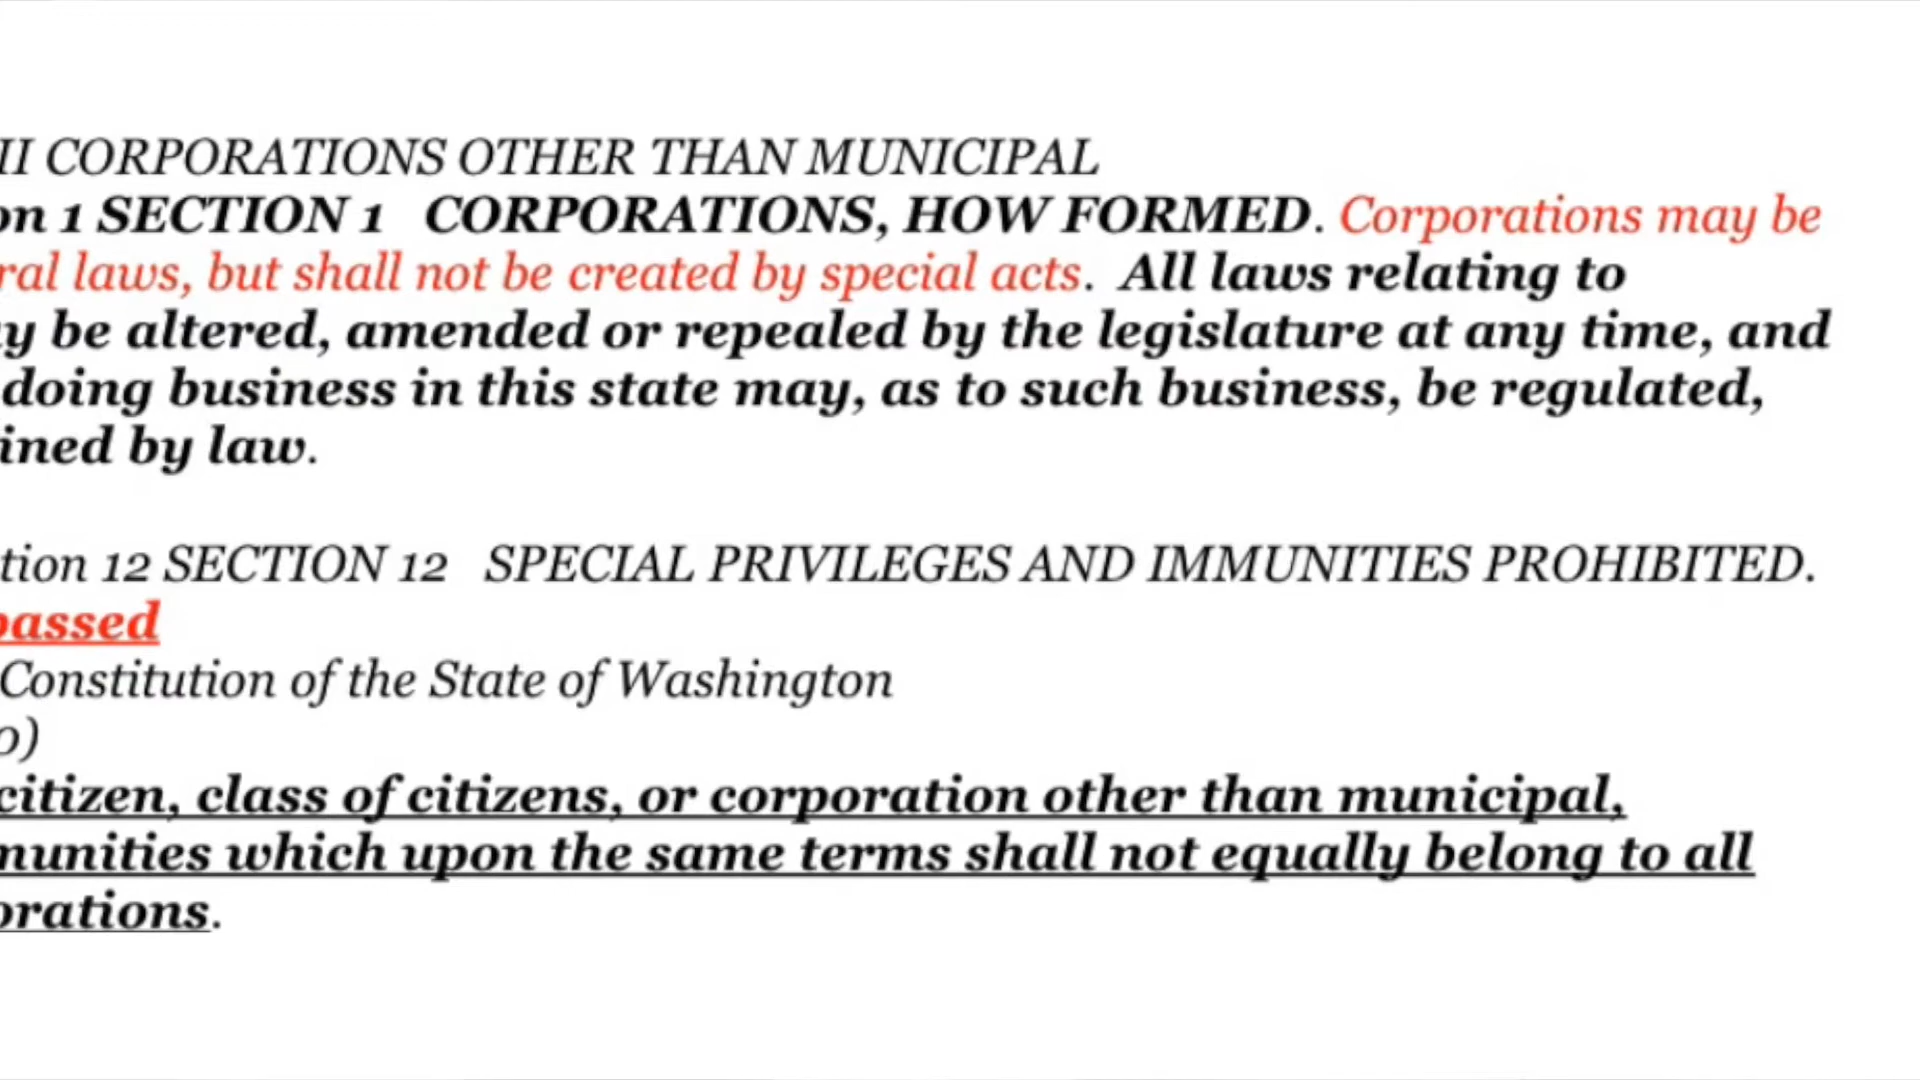 II CORPORATIONS OTHER THAN MUNICIPAL
on 1 SECTION 1 CORPORATIONS, HOW FORMED. Corporations may be
ral laws, but shall not be created by special acts. All laws relating to
y be altered, amended or repealed by the legislature at any time, and
doing business in this state may, as to such business, be regulated,
ined by law.
tion 12 SECTION 12 SPECIAL PRIVILEGES AND IMMUNITIES PROHIBITED.
passed
Constitution of the State of Washington
0)
citizen, class of citizens, or corporation other than municipal,
munities which upon the same terms shall not equally belong to all
orations.